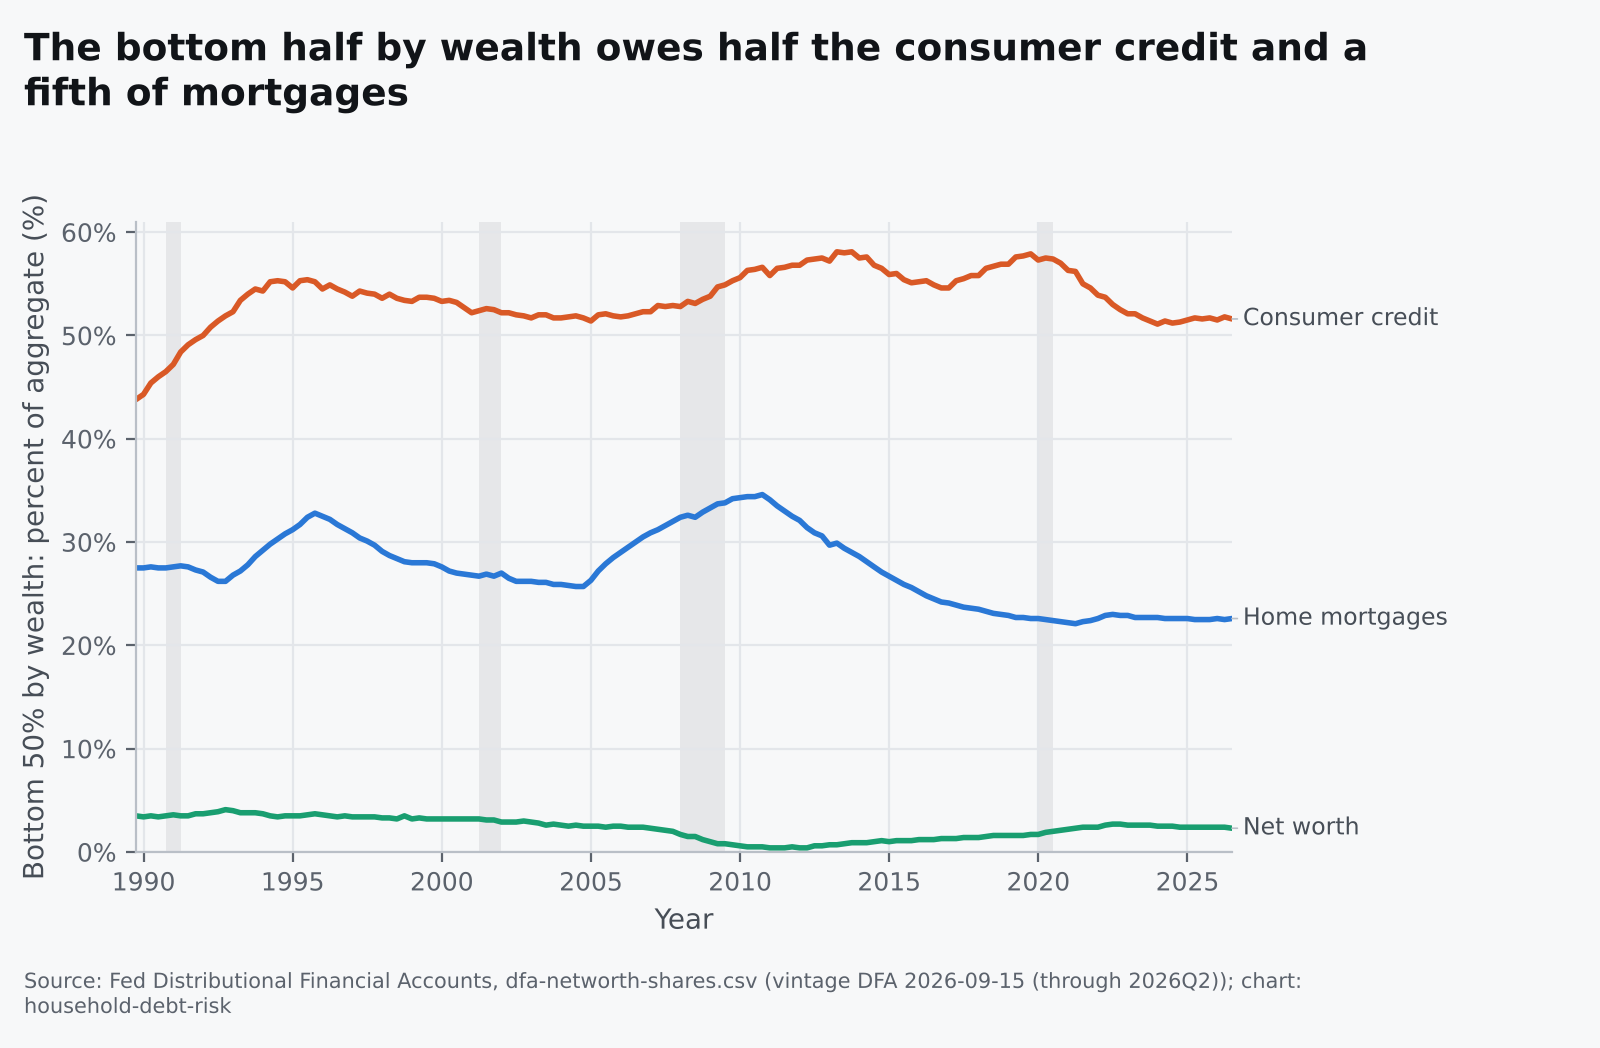 The bottom half by wealth owes half the consumer credit and a
fifth of mortgages
Bottom 50% by wealth: percent of aggregate (%)
60%
50%
40%
30%
20%
10%
0%
Consumer credit
Home mortgages
Net worth
1990 1995 2000 2005 2010 2015 2020 2025
Year
Source: Fed Distributional Financial Accounts, dfa-networth-shares.csv (vintage DFA 2026-09-15 (through 2026Q2)); chart:
household-debt-risk